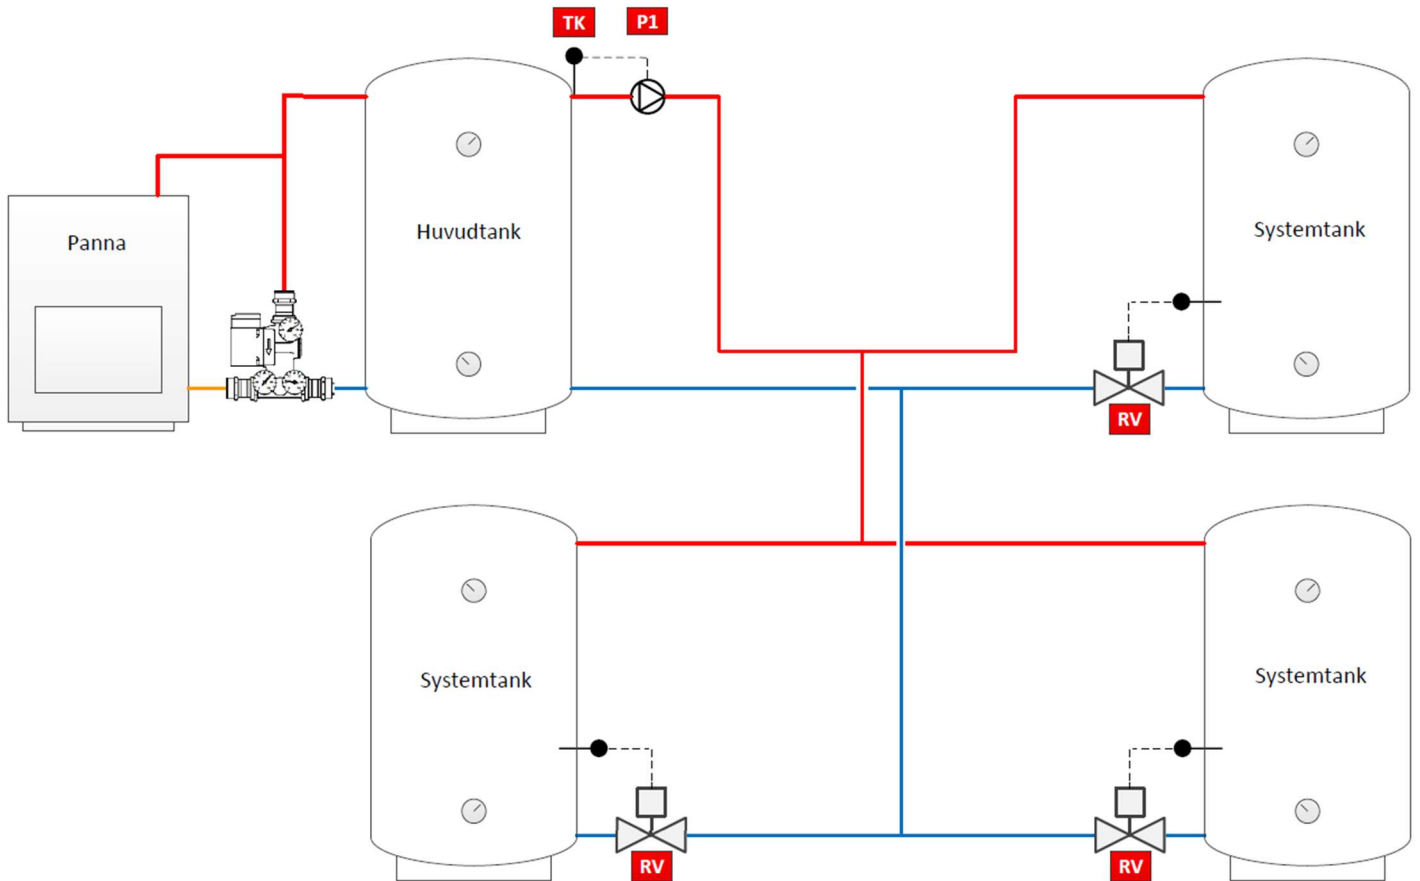 TK
P1
Panna
Huvudtank
Systemtank
RV
Systemtank
Systemtank
RV
RV